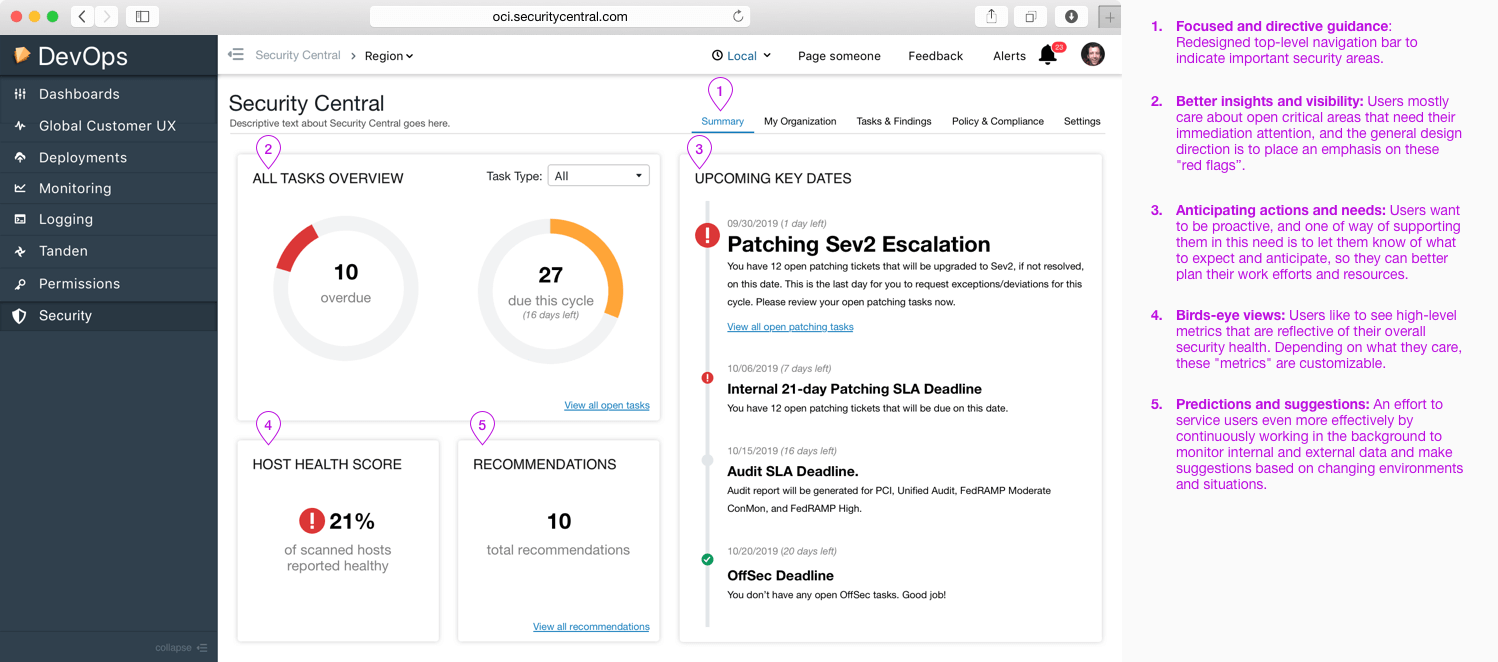 oci.securitycentral.com
DevOps
Dashboards
Global Customer UX
Deployments
Monitoring
Logging
Tanden
Permissions
Security
collapse
Security Central
Region
Local
Page someone
Feedback
Alerts
23
Security Central
Descriptive text about Security Central goes here.
1
Summary
My Organization
Tasks & Findings
Policy & Compliance
Settings
2
ALL TASKS OVERVIEW
Task Type:
All
10
overdue
27
due this cycle
(16 days left)
View all open tasks
3
UPCOMING KEY DATES
09/30/2019 (1 day left)
Patching Sev2 Escalation
You have 12 open patching tickets that will be upgraded to Sev2, if not resolved,
on this date. This is the last day for you to request exceptions/deviations for this
cycle. Please review your open patching tasks now.
View all open patching tasks
10/06/2019 (7 days left)
Internal 21-day Patching SLA Deadline
You have 12 open patching tickets that will be due on this date.
10/15/2019 (16 days left)
Audit SLA Deadline.
Audit report will be generated for PCI, Unified Audit, FedRAMP Moderate
ConMon, and FedRAMP High.
10/20/2019 (20 days left)
OffSec Deadline
You don't have any open OffSec tasks. Good job!
4
HOST HEALTH SCORE
21%
of scanned hosts
reported healthy
5
RECOMMENDATIONS
10
total recommendations
View all recommendations
1. Focused and directive guidance:
Redesigned top-level navigation bar to
indicate important security areas.
2. Better insights and visibility: Users mostly
care about open critical areas that need their
immediation attention, and the general design
direction is to place an emphasis on these
"red flags”.
3. Anticipating actions and needs: Users want
to be proactive, and one of way of supporting
them in this need is to let them know of what
to expect and anticipate, so they can better
plan their work efforts and resources.
4. Birds-eye views: Users like to see high-level
metrics that are reflective of their overall
security health. Depending on what they care,
these "metrics" are customizable.
5. Predictions and suggestions: An effort to
service users even more effectively by
continuously working in the background to
monitor internal and external data and make
suggestions based on changing environments
and situations.